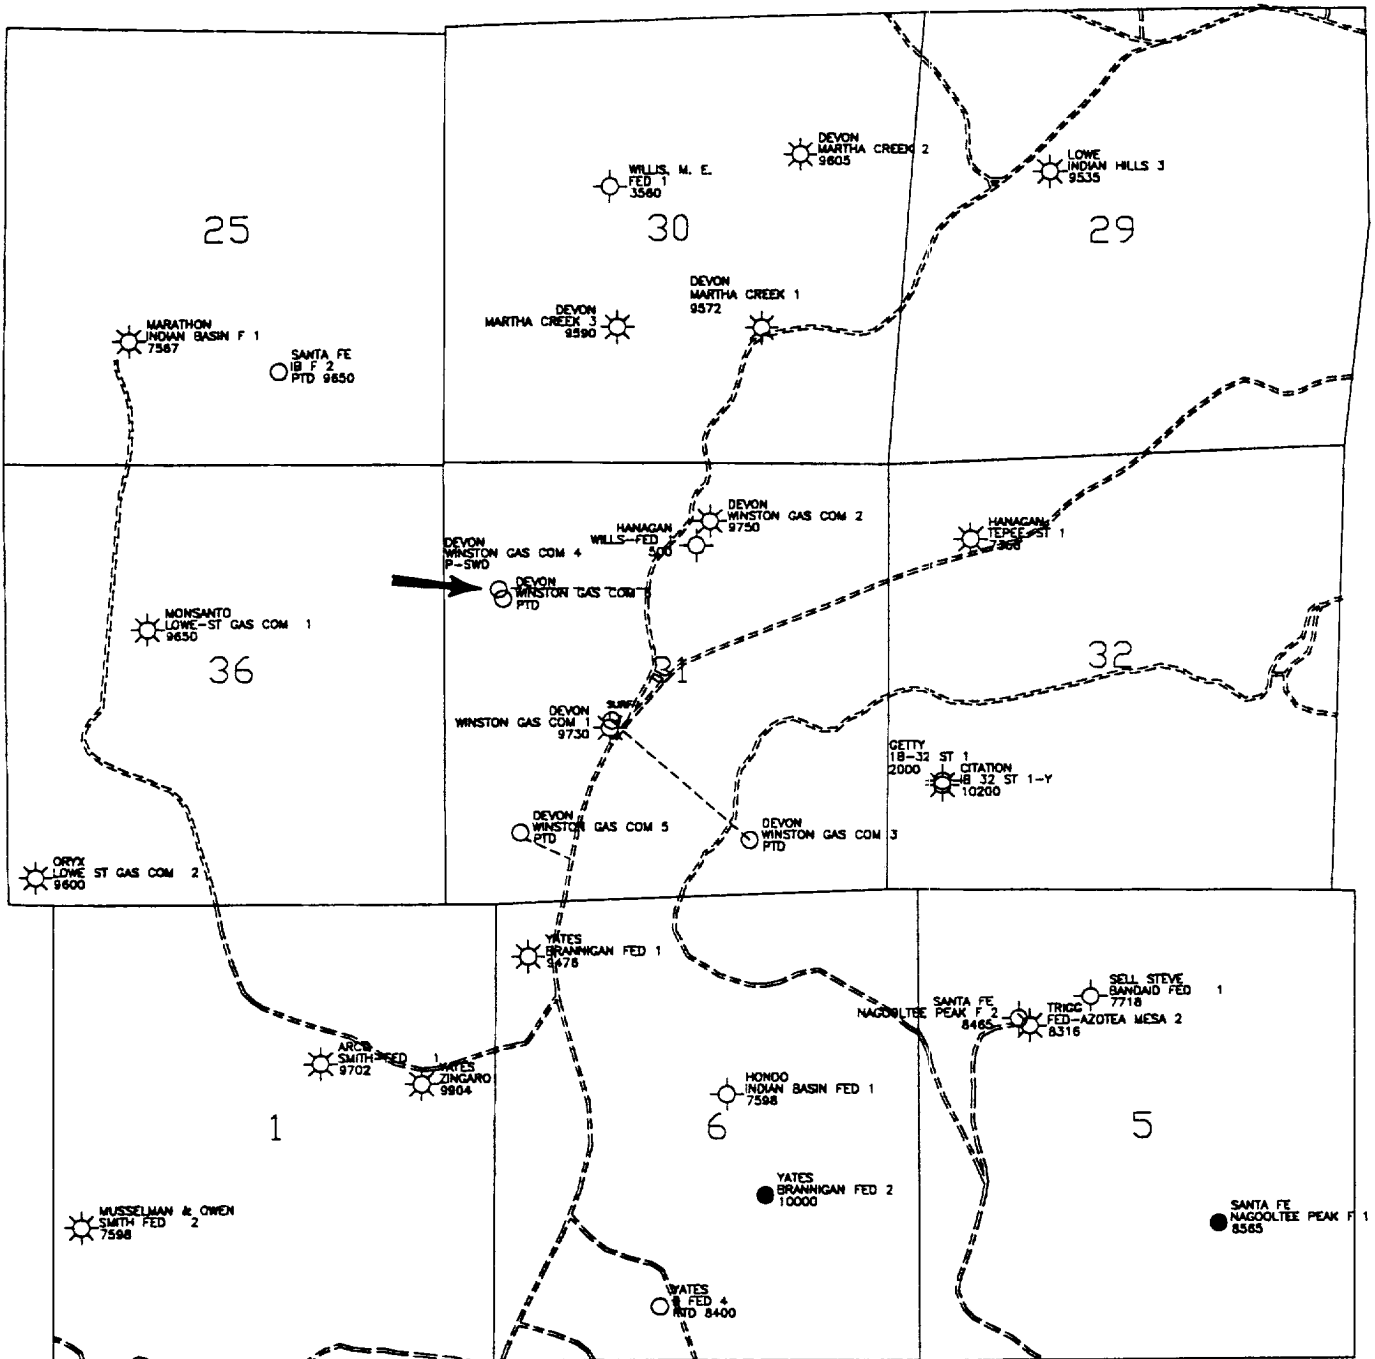 DEVON
MARTHA CREEK 2
9605
WILLIS, M. E.
FED 1
3560
LOWE
INDIAN HILLS 3
9535
25
30
29
DEVON
MARTHA CREEK 1
9572
DEVON
MARTHA CREEK 3
9590
MARATHON
INDIAN BASIN F 1
7567
SANTA FE
IB F 2
PTD 9650
DEVON
WINSTON GAS COM 2
9750
HANAGAN
WILLS-FED
500
HANAGAN
TEPEE ST 1
DEVON
WINSTON GAS COM 4
P-SWD
DEVON
WINSTON GAS COM
PTD
MONSANTO
LOWE-ST GAS COM 1
9650
36
31
32
SURF
DEVON
WINSTON GAS COM 1
9730
GETTY
IB-32 ST 1
2000
CITATION
IB 32 ST 1-Y
10200
DEVON
WINSTON GAS COM 5
PTD
DEVON
WINSTON GAS COM 3
PTD
ORYX
LOWE ST GAS COM 2
9600
YATES
BRANNIGAN FED 1
9476
SELL STEVE
BANDAID FED 1
7718
SANTA FE
NAGOOLTEE PEAK F 2
8465
TRIGG
FED-AZOTEA MESA 2
8316
ARCO
SMITH FED 1
9702
YATES
ZINGARO
9904
HONDO
INDIAN BASIN FED 1
7598
1
6
5
YATES
BRANNIGAN FED 2
10000
MUSSELMAN & OWEN
SMITH FED 2
7598
SANTA FE
NAGOOLTEE PEAK F 1
8565
YATES
FED 4
PTD 8400